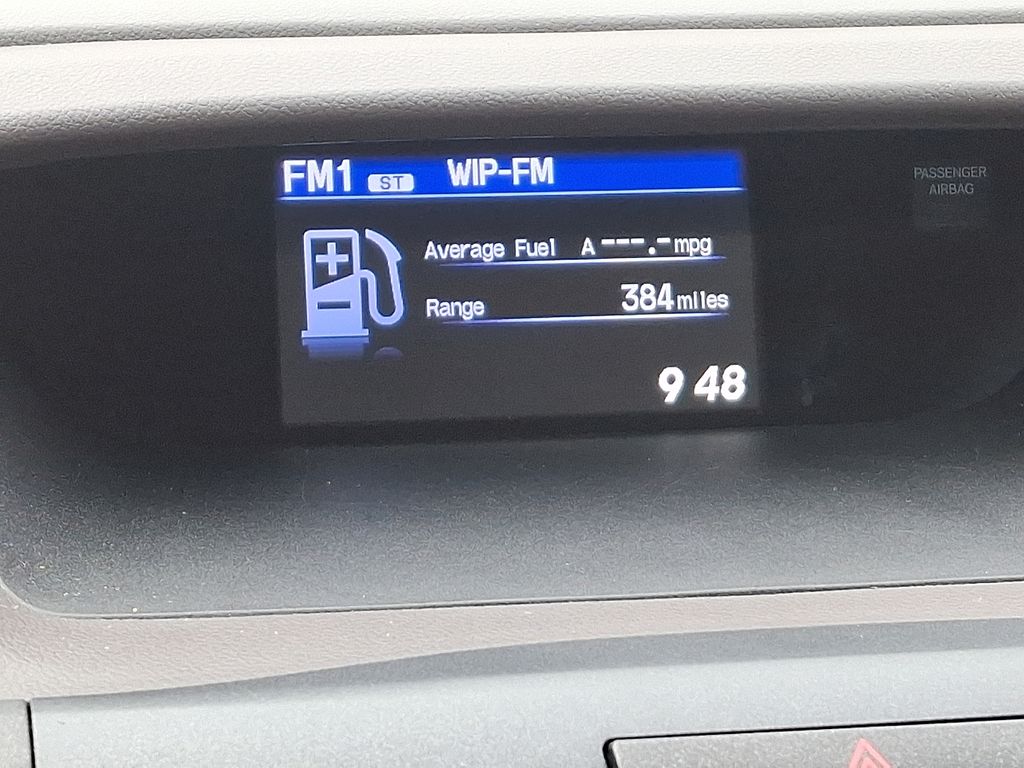 FM1 ST WIP-FM
PASSENGER
AIRBAG
Average Fuel A ---.- mpg
Range 384 miles
9 48